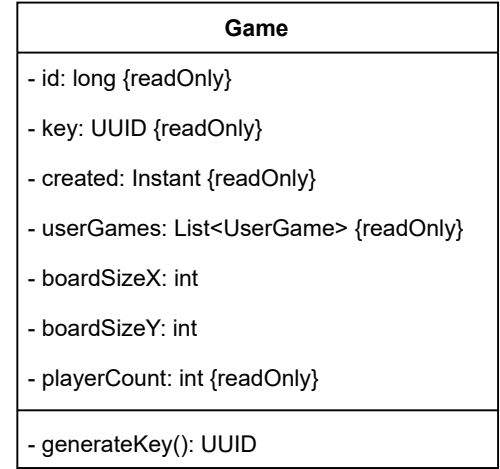 Game
- id: long {readOnly}
- key: UUID {readOnly}
- created: Instant {readOnly}
- userGames: List<UserGame> {readOnly}
- boardSizeX: int
- boardSizeY: int
- playerCount: int {readOnly}
- generateKey(): UUID